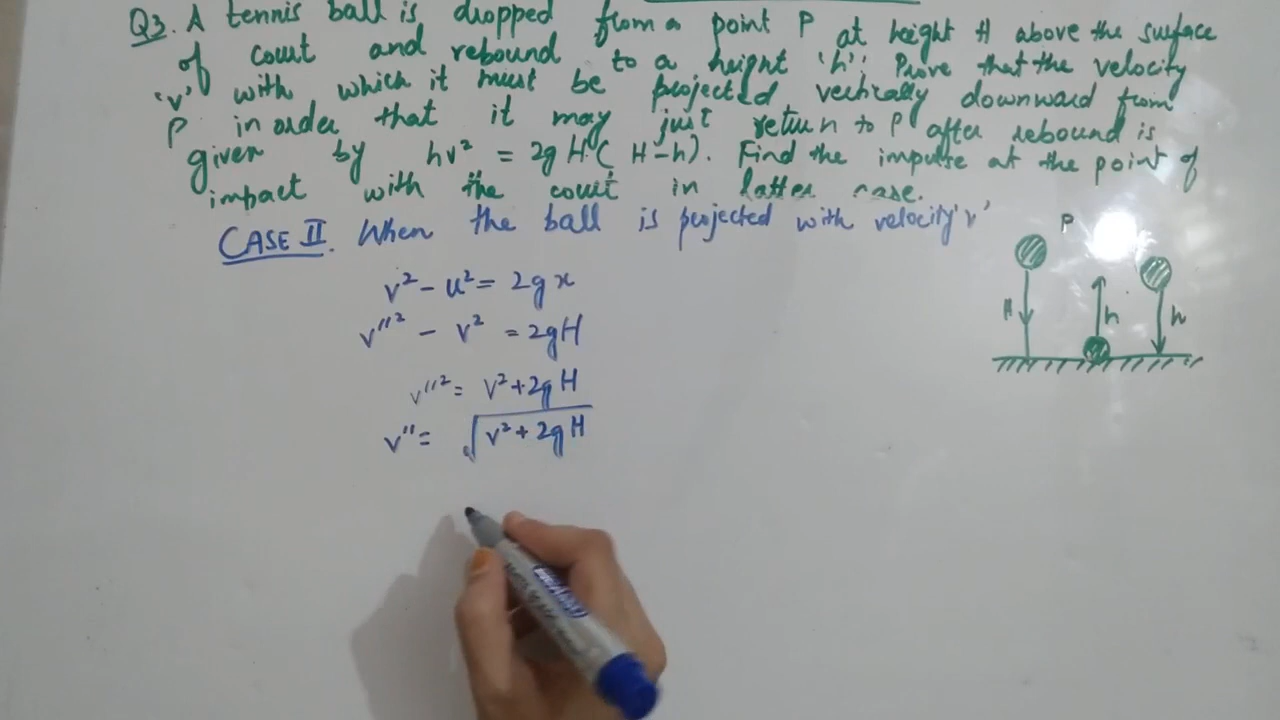 Q3. A tennis ball is dropped from a point P at height H above the surface
of court and rebound to a height 'h'; Prove that the velocity
'v' with which it must be projected vertically downward from
P in order that it may just return to P after rebound is
given by hv² = 2gH(H-h). Find the impulse at the point of
impact with the court in latter case.
CASE II. When the ball is projected with velocity 'v'
v² - u² = 2gx
v''² - v² = 2gH
v''² = v² + 2gH
v'' = √v² + 2gH
P
H
h
h